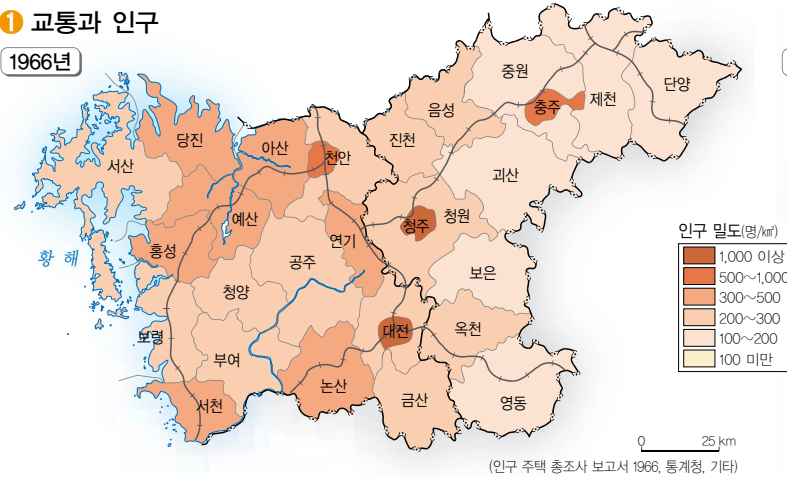 ❶ 교통과 인구
1966년
중원
단양
음성
충주
제천
당진
아산
천안
진천
서산
괴산
예산
청주
청원
연기
홍성
황 해
공주
보은
청양
보령
대전
옥천
부여
논산
서천
금산
영동
인구 밀도(명/㎢)
1,000 이상
500~1,000
300~500
200~300
100~200
100 미만
0 25 km
(인구 주택 총조사 보고서 1966, 통계청, 기타)